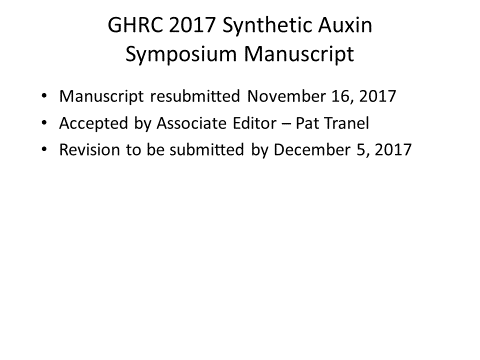 GHRC 2017 Synthetic Auxin
Symposium Manuscript
• Manuscript resubmitted November 16, 2017
• Accepted by Associate Editor – Pat Tranel
• Revision to be submitted by December 5, 2017